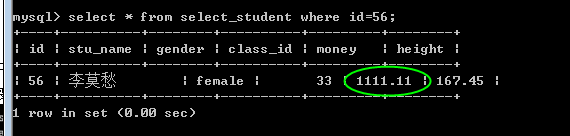 mysql> select * from select_student where id=56;
+----+----------+--------+----------+---------+--------+
| id | stu_name | gender | class_id | money | height |
+----+----------+--------+----------+---------+--------+
| 56 | 李莫愁 | female | 33 | 1111.11 | 167.45 |
+----+----------+--------+----------+---------+--------+
1 row in set (0.00 sec)